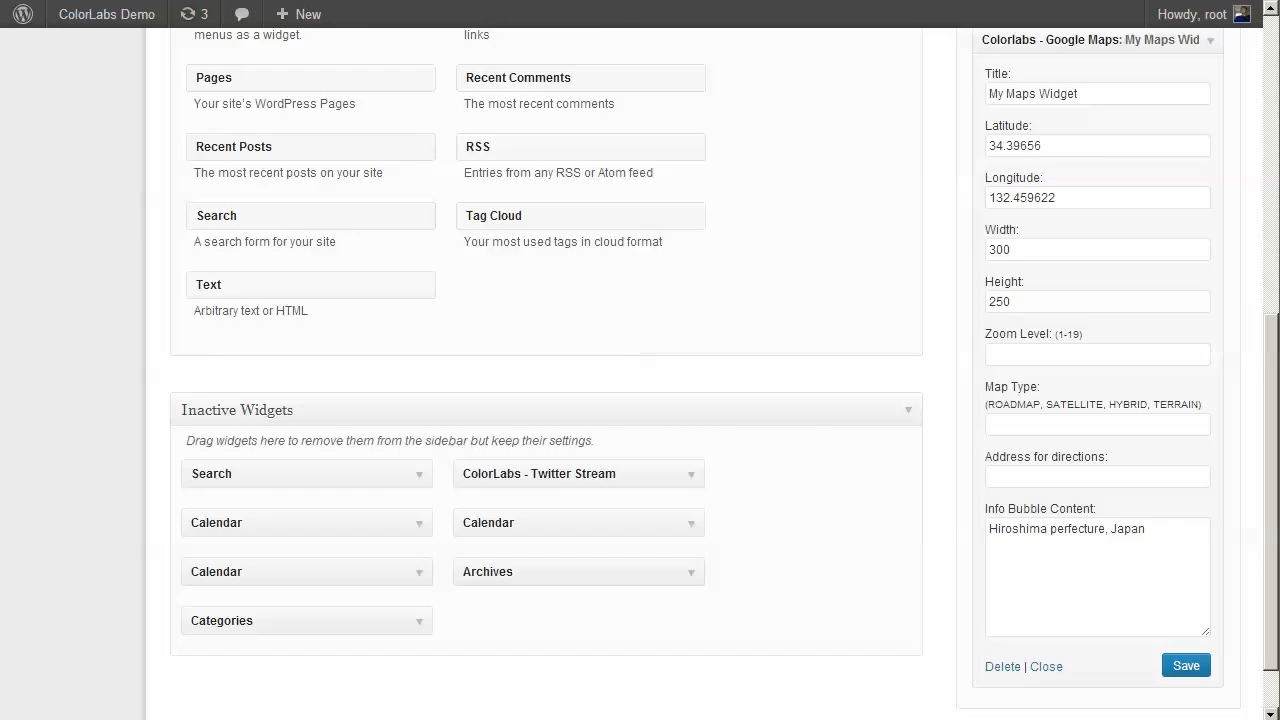 ColorLabs Demo 3 New Howdy, root
menus as a widget. links
Pages Recent Comments
Your site's WordPress Pages The most recent comments
Recent Posts RSS
The most recent posts on your site Entries from any RSS or Atom feed
Search Tag Cloud
A search form for your site Your most used tags in cloud format
Text
Arbitrary text or HTML
Inactive Widgets
Drag widgets here to remove them from the sidebar but keep their settings.
Search ColorLabs - Twitter Stream
Calendar Calendar
Calendar Archives
Categories
Colorlabs - Google Maps: My Maps Wid
Title:
My Maps Widget
Latitude:
34.39656
Longitude:
132.459622
Width:
300
Height:
250
Zoom Level: (1-19)
Map Type:
(ROADMAP, SATELLITE, HYBRID, TERRAIN)
Address for directions:
Info Bubble Content:
Hiroshima perfecture, Japan
Delete | Close Save